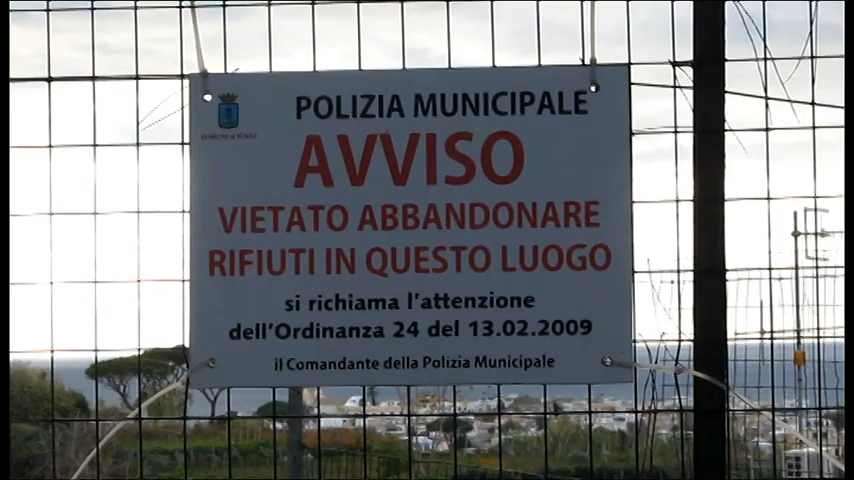 POLIZIA MUNICIPALE
AVVISO
VIETATO ABBANDONARE
RIFIUTI IN QUESTO LUOGO
si richiama l'attenzione
dell'Ordinanza 24 del 13.02.2009
il Comandante della Polizia Municipale